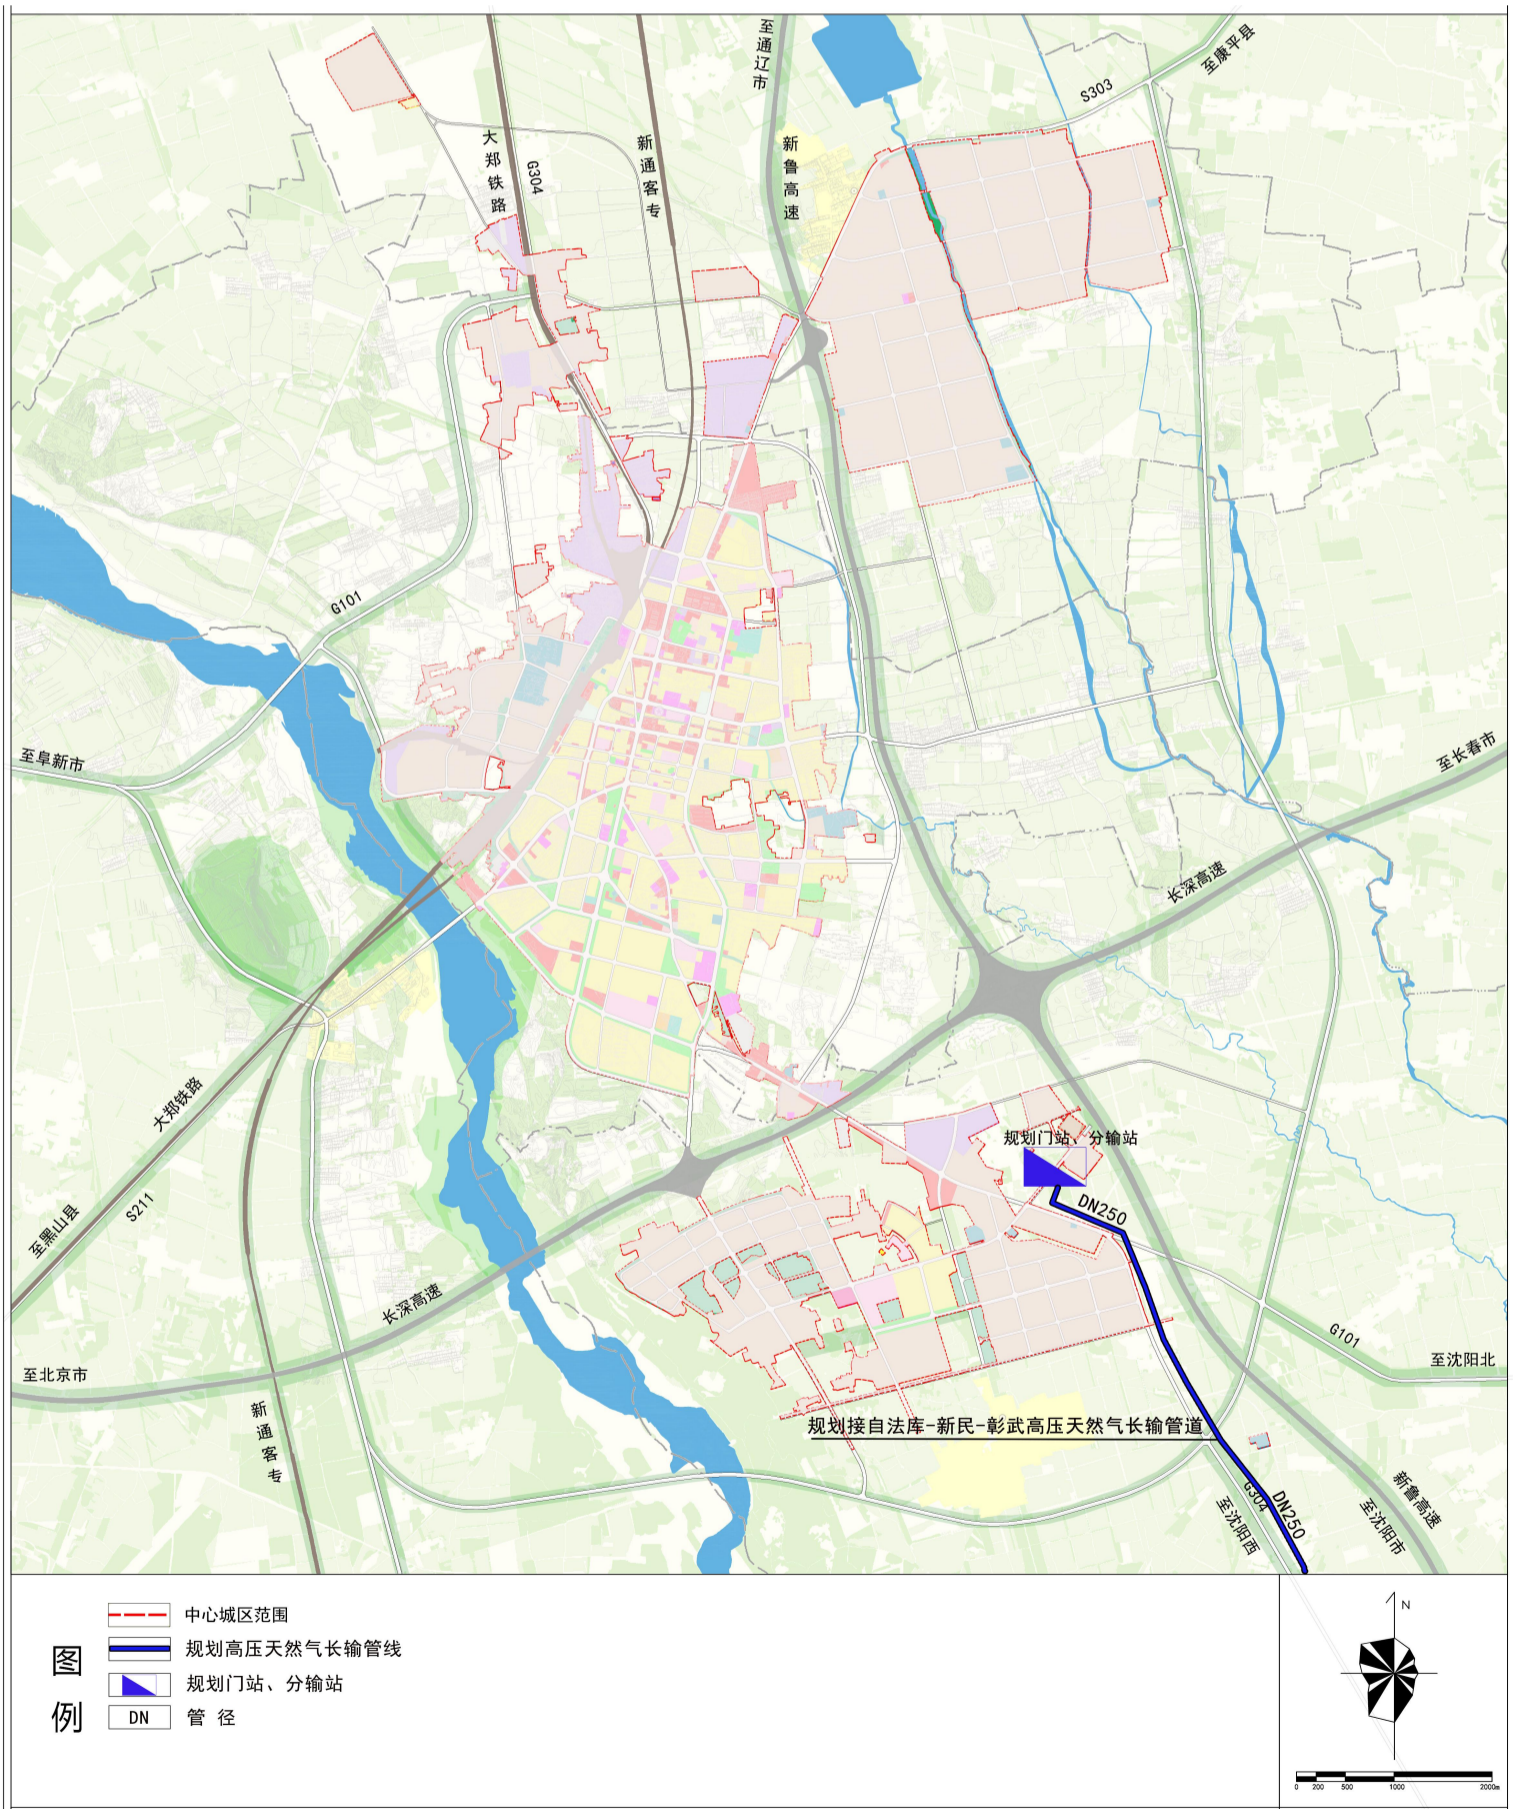 至通辽市
至康平县
S303
大郑铁路
G304
新通客专
新鲁高速
G101
至阜新市
至长春市
长深高速
大郑铁路
规划门站、分输站
DN250
至黑山县
S211
长深高速
G101
至沈阳北
至北京市
新通客专
规划接自法库-新民-彰武高压天然气长输管道
G304
DN250
至沈阳西
新鲁高速
至沈阳市
图例
中心城区范围
规划高压天然气长输管线
规划门站、分输站
DN 管 径
N
0 200 500 1000 2000m